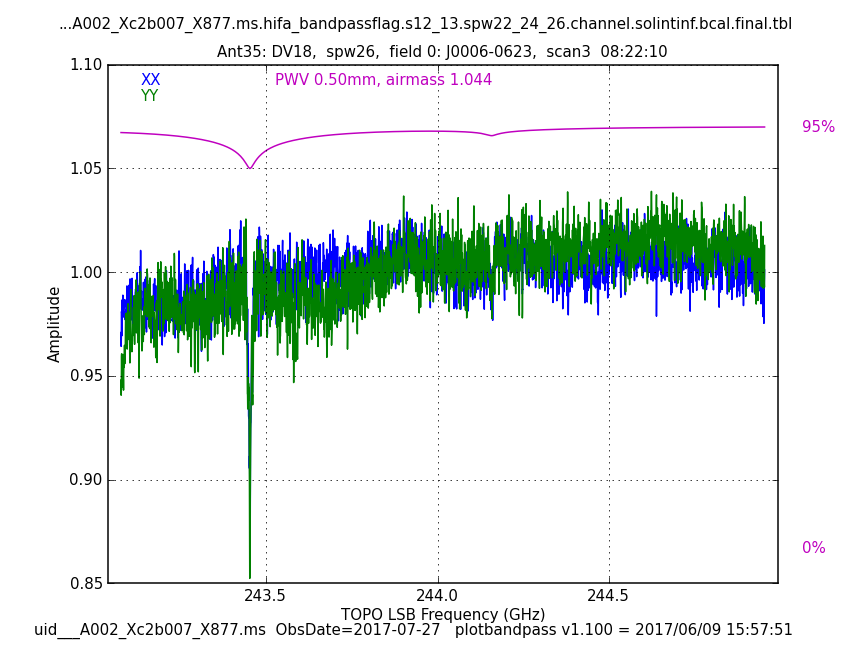 ...A002_Xc2b007_X877.ms.hifa_bandpassflag.s12_13.spw22_24_26.channel.solintinf.bcal.final.tbl
Ant35: DV18,  spw26,  field 0: J0006-0623,  scan3  08:22:10
XX
YY
PWV 0.50mm, airmass 1.044
95%
0%
1.10
1.05
1.00
0.95
0.90
0.85
Amplitude
243.5
244.0
244.5
TOPO LSB Frequency (GHz)
uid___A002_Xc2b007_X877.ms  ObsDate=2017-07-27   plotbandpass v1.100 = 2017/06/09 15:57:51